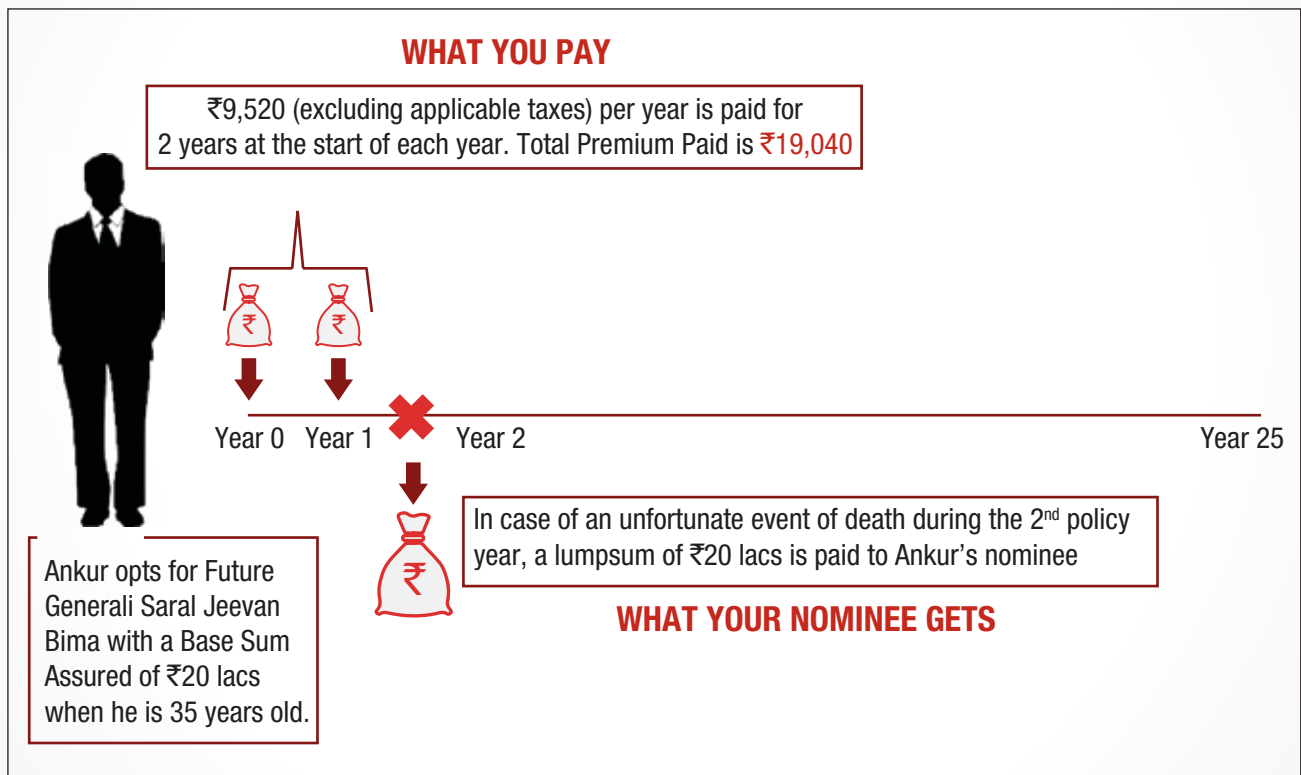 WHAT YOU PAY
₹9,520 (excluding applicable taxes) per year is paid for
2 years at the start of each year. Total Premium Paid is ₹19,040
₹ ₹
Year 0 Year 1 Year 2 Year 25
₹
In case of an unfortunate event of death during the 2nd policy
year, a lumpsum of ₹20 lacs is paid to Ankur's nominee
WHAT YOUR NOMINEE GETS
Ankur opts for Future
Generali Saral Jeevan
Bima with a Base Sum
Assured of ₹20 lacs
when he is 35 years old.